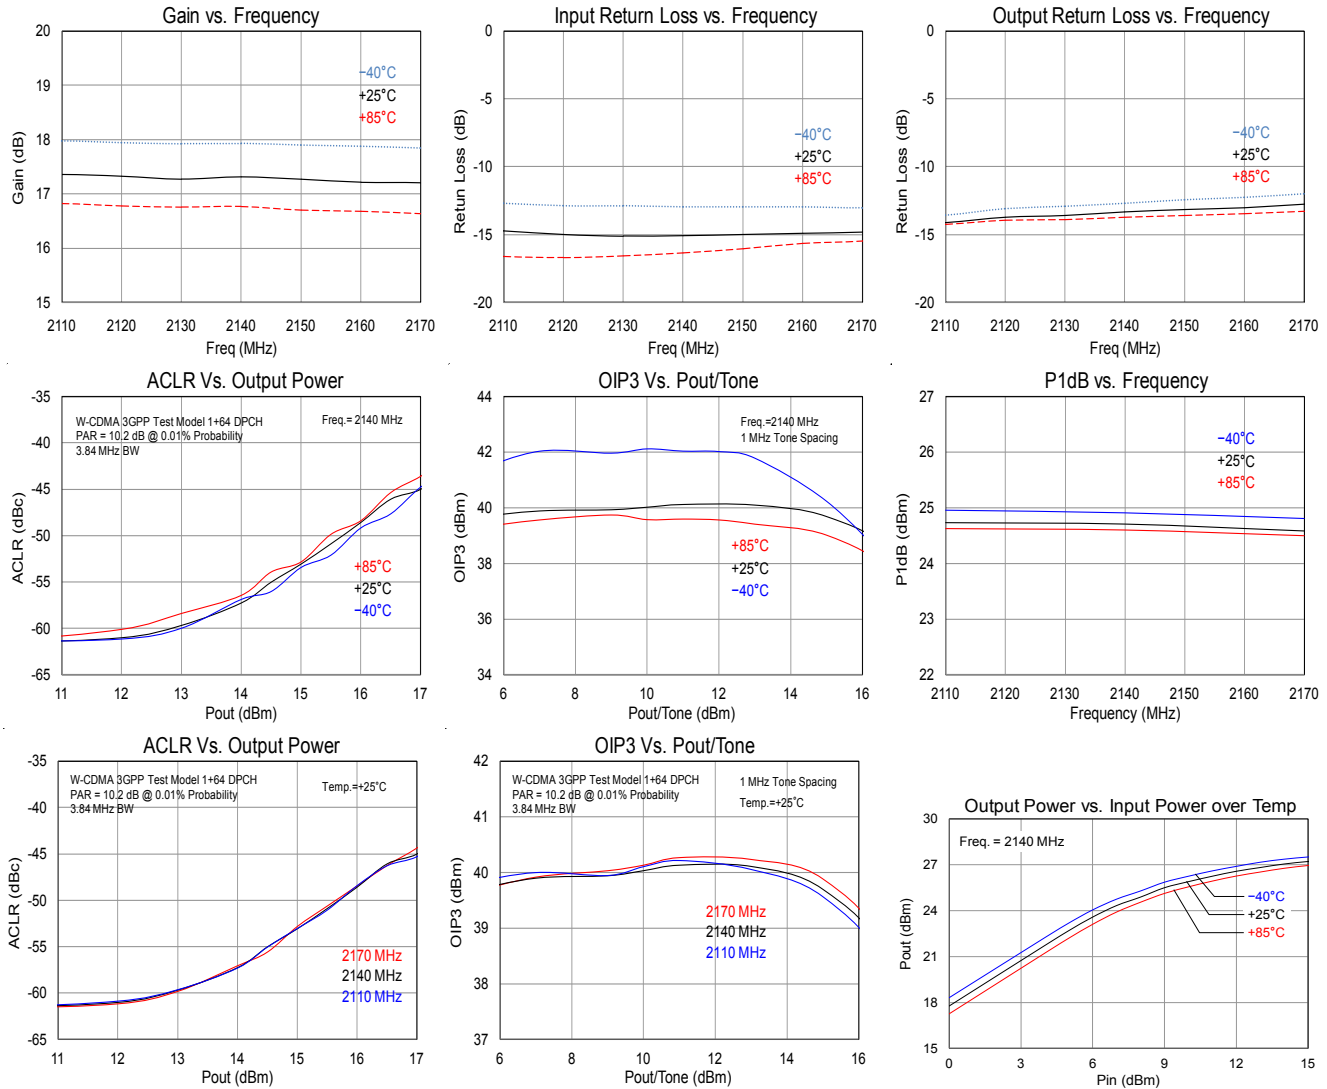 Gain vs. Frequency
20
19
18
17
16
15
Gain (dB)
−40°C
+25°C
+85°C
2110 2120 2130 2140 2150 2160 2170
Freq (MHz)
Input Return Loss vs. Frequency
0
-5
-10
-15
-20
Retun Loss (dB)
−40°C
+25°C
+85°C
2110 2120 2130 2140 2150 2160 2170
Freq (MHz)
Output Return Loss vs. Frequency
0
-5
-10
-15
-20
Retun Loss (dB)
−40°C
+25°C
+85°C
2110 2120 2130 2140 2150 2160 2170
Freq (MHz)
ACLR Vs. Output Power
-35
-40
-45
-50
-55
-60
-65
ACLR (dBc)
W-CDMA 3GPP Test Model 1+64 DPCH
PAR = 10.2 dB @ 0.01% Probability
3.84 MHz BW
Freq.= 2140 MHz
+85°C
+25°C
−40°C
11 12 13 14 15 16 17
Pout (dBm)
OIP3 Vs. Pout/Tone
44
42
40
38
36
34
OIP3 (dBm)
Freq.=2140 MHz
1 MHz Tone Spacing
+85°C
+25°C
−40°C
6 8 10 12 14 16
Pout/Tone (dBm)
P1dB vs. Frequency
27
26
25
24
23
22
P1dB (dBm)
−40°C
+25°C
+85°C
2110 2120 2130 2140 2150 2160 2170
Frequency (MHz)
ACLR Vs. Output Power
-35
-40
-45
-50
-55
-60
-65
ACLR (dBc)
W-CDMA 3GPP Test Model 1+64 DPCH
PAR = 10.2 dB @ 0.01% Probability
3.84 MHz BW
Temp.=+25°C
2170 MHz
2140 MHz
2110 MHz
11 12 13 14 15 16 17
Pout (dBm)
OIP3 Vs. Pout/Tone
42
41
40
39
38
37
OIP3 (dBm)
W-CDMA 3GPP Test Model 1+64 DPCH
PAR = 10.2 dB @ 0.01% Probability
3.84 MHz BW
1 MHz Tone Spacing
Temp.=+25°C
2170 MHz
2140 MHz
2110 MHz
6 8 10 12 14 16
Pout/Tone (dBm)
Output Power vs. Input Power over Temp
30
27
24
21
18
15
Pout (dBm)
Freq. = 2140 MHz
−40°C
+25°C
+85°C
0 3 6 9 12 15
Pin (dBm)